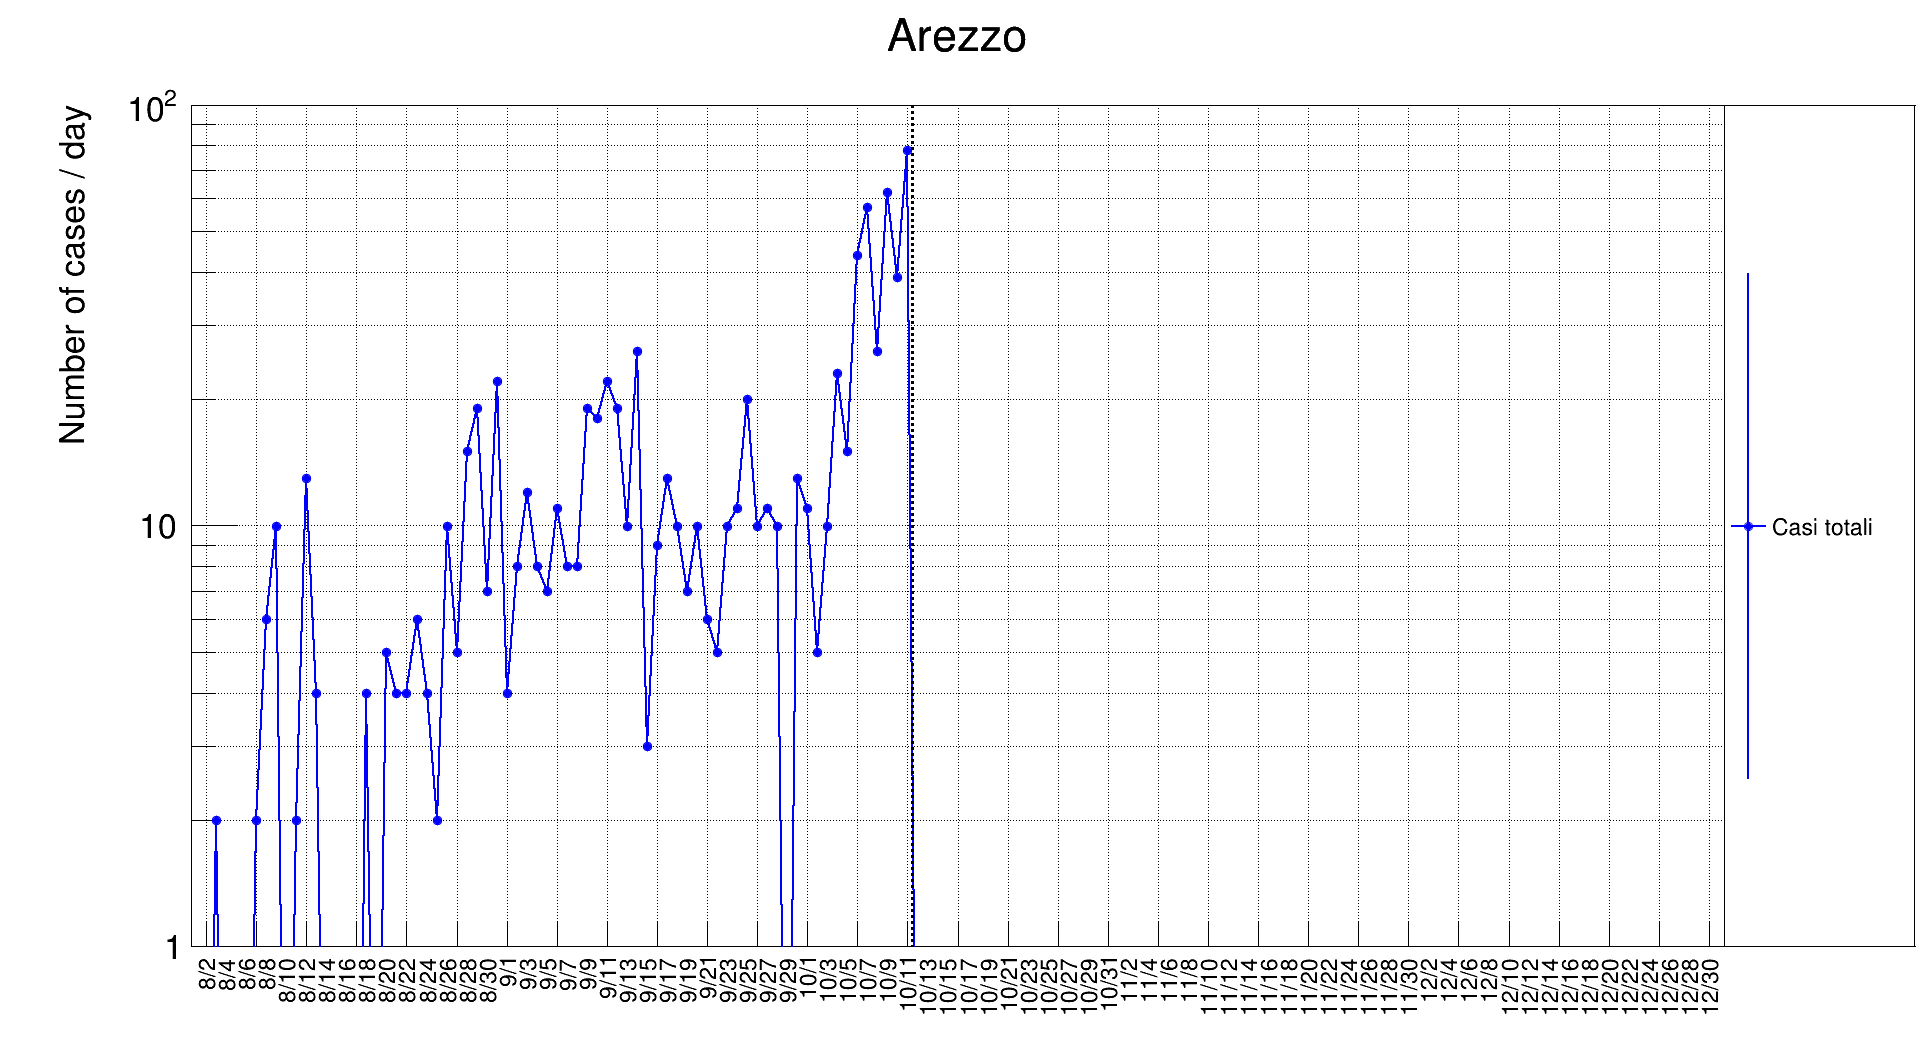 Arezzo
Number of cases / day
10²
10
1
8/2 8/4 8/6 8/8 8/10 8/12 8/14 8/16 8/18 8/20 8/22 8/24 8/26 8/28 8/30 9/1 9/3 9/5 9/7 9/9 9/11 9/13 9/15 9/17 9/19 9/21 9/23 9/25 9/27 9/29 10/1 10/3 10/5 10/7 10/9 10/11 10/13 10/15 10/17 10/19 10/21 10/23 10/25 10/27 10/29 10/31 11/2 11/4 11/6 11/8 11/10 11/12 11/14 11/16 11/18 11/20 11/22 11/24 11/26 11/28 11/30 12/2 12/4 12/6 12/8 12/10 12/12 12/14 12/16 12/18 12/20 12/22 12/24 12/26 12/28 12/30
Casi totali